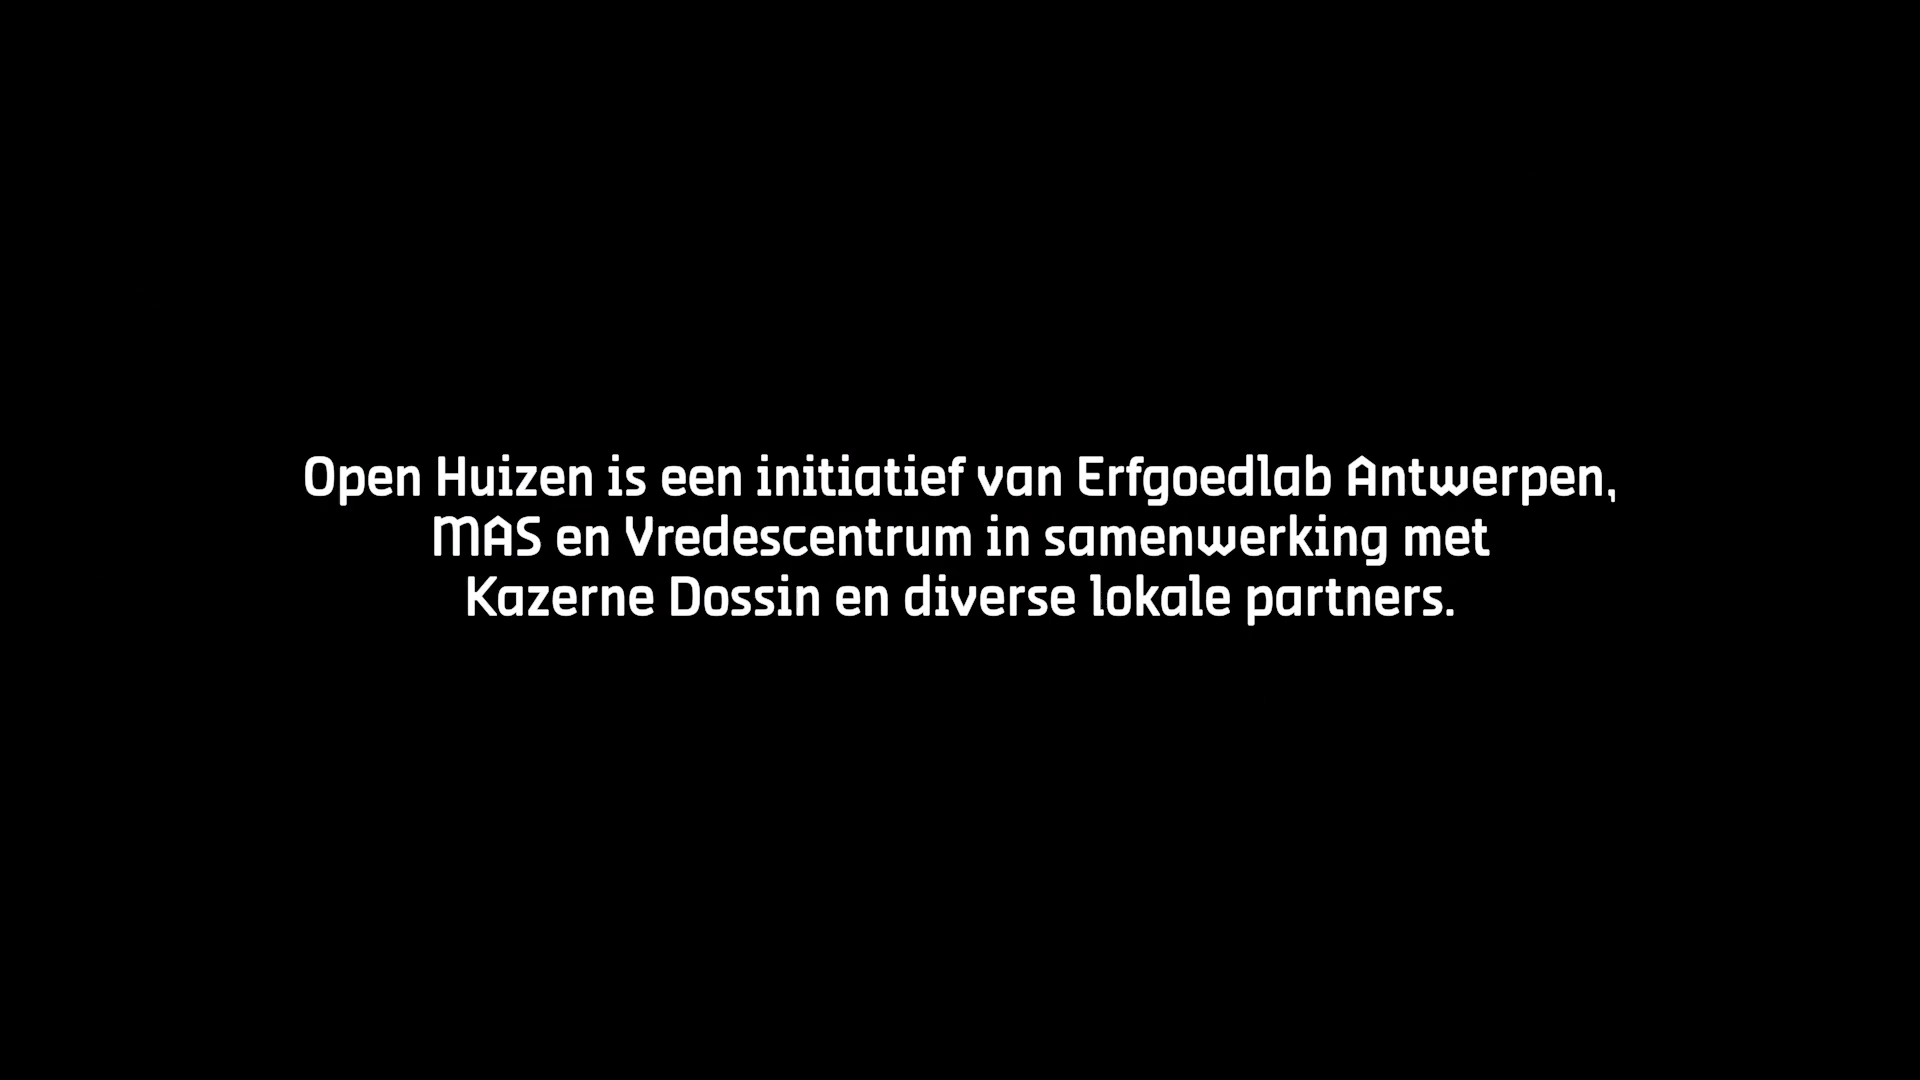 Open Huizen is een initiatief van Erfgoedlab Antwerpen,
MAS en Vredescentrum in samenwerking met
Kazerne Dossin en diverse lokale partners.